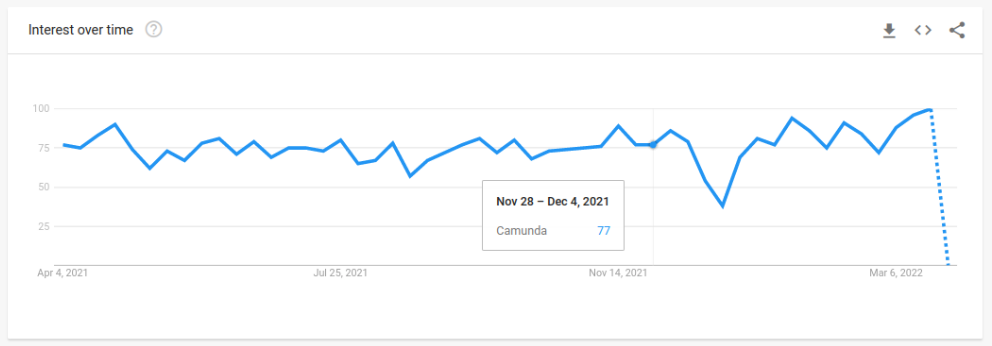 Interest over time
100
75
50
25
Nov 28 – Dec 4, 2021
Camunda 77
Apr 4, 2021 Jul 25, 2021 Nov 14, 2021 Mar 6, 2022